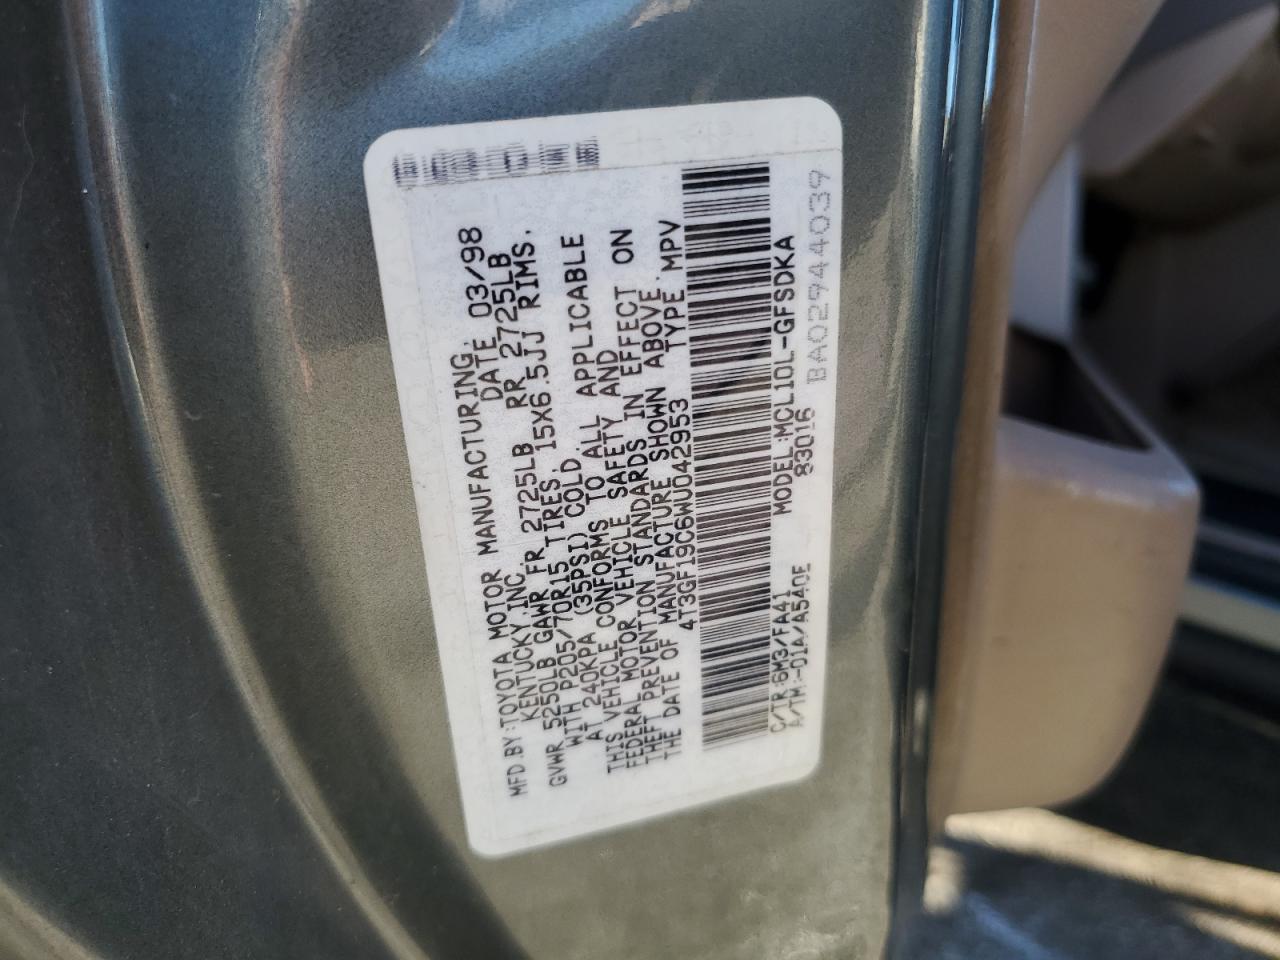 MFD.BY:TOYOTA MOTOR MANUFACTURING,
KENTUCKY,INC. DATE 03/98
GVWR 5250LB GAWR FR 2725LB RR 2725LB
WITH P205/70R15 TIRES, 15X6.5JJ RIMS,
AT 240KPA (35PSI) COLD.
THIS VEHICLE CONFORMS TO ALL APPLICABLE
FEDERAL MOTOR VEHICLE SAFETY AND
THEFT PREVENTION STANDARDS IN EFFECT ON
THE DATE OF MANUFACTURE SHOWN ABOVE.
4T3GF19C6WU042953 TYPE:MPV
C/TR:6M3/FA41 MODEL:MCL10L-GFSDKA
A/TM:-01A/A540E 83016
BA02944039